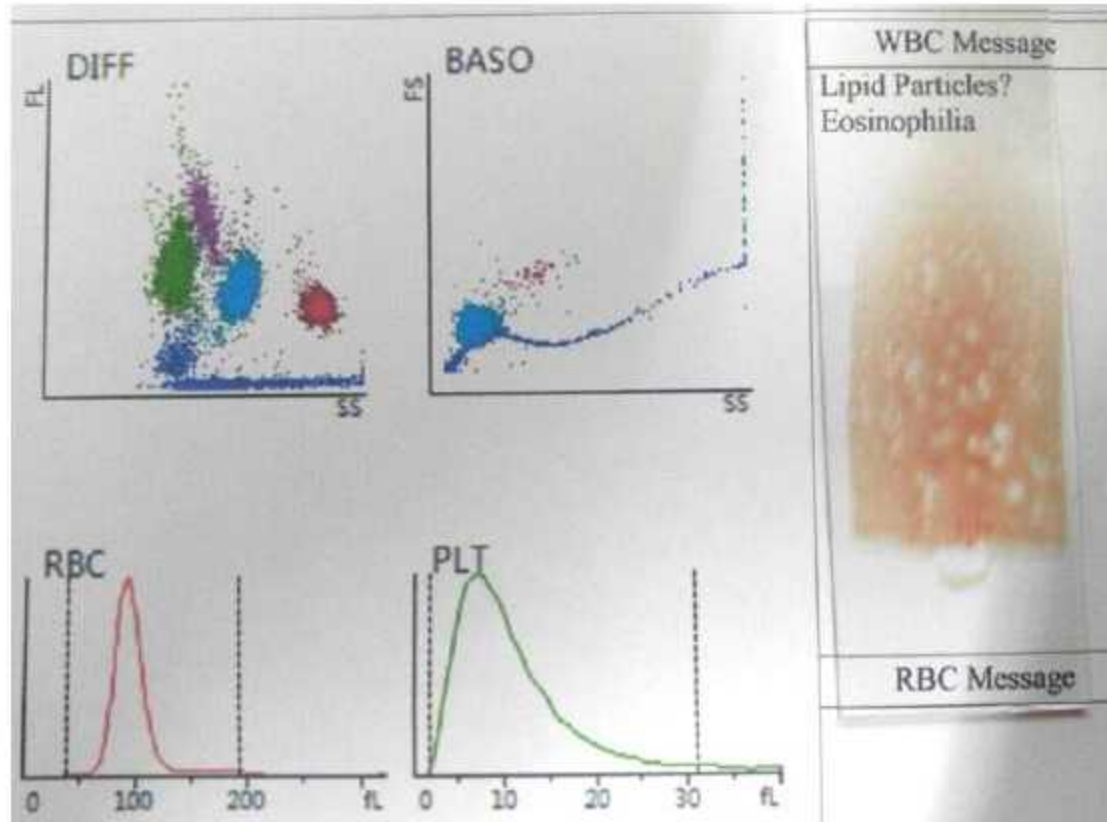 DIFF
FL
SS
BASO
FS
SS
WBC Message
Lipid Particles?
Eosinophilia
RBC
0 100 200 fL
PLT
0 10 20 30 fL
RBC Message